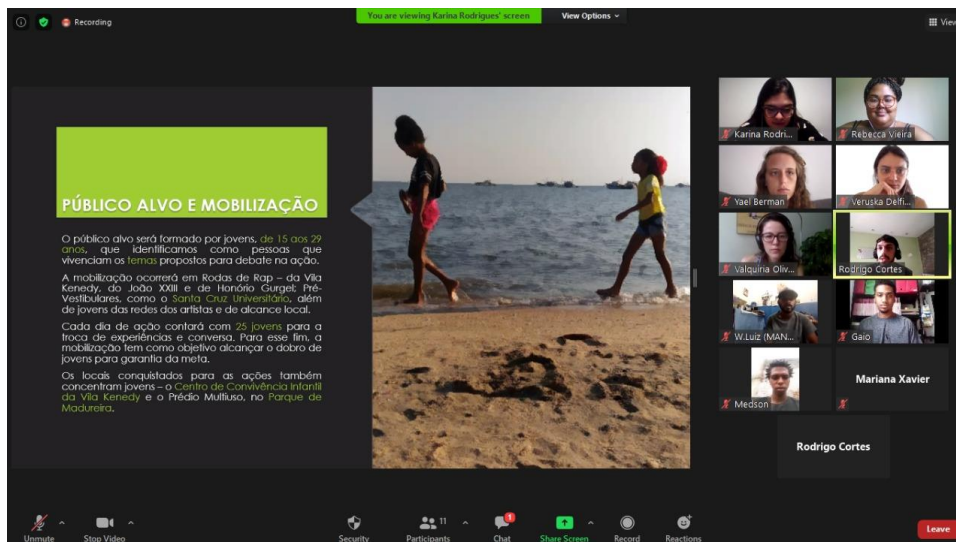 Recording
You are viewing Karina Rodrigues' screen
View Options
View
PÚBLICO ALVO E MOBILIZAÇÃO
O público alvo será formado por jovens, de 15 aos 29
anos, que identificamos como pessoas que
vivenciam os temas propostos para debate na ação.
A mobilização ocorrerá em Rodas de Rap – da Vila
Kenedy, do João XXIII e de Honório Gurgel; Pré-
Vestibulares, como o Santa Cruz Universitário, além
de jovens das redes dos artistas e de alcance local.
Cada dia de ação contará com 25 jovens para a
troca de experiências e conversa. Para esse fim, a
mobilização tem como objetivo alcançar o dobro de
jovens para garantia da meta.
Os locais conquistados para as ações também
concentram jovens – o Centro de Convivência Infantil
da Vila Kenedy e o Prédio Multiuso, no Parque de
Madureira.
Karina Rodri...
Rebecca Vieira
Yael Berman
Veruska Delfi...
Valquiria Oliv...
Rodrigo Cortes
W.Luiz (MAN...
Gaio
Medson
Mariana Xavier
Rodrigo Cortes
Unmute
Stop Video
Security
Participants
11
Chat
1
Share Screen
Record
Reactions
Leave